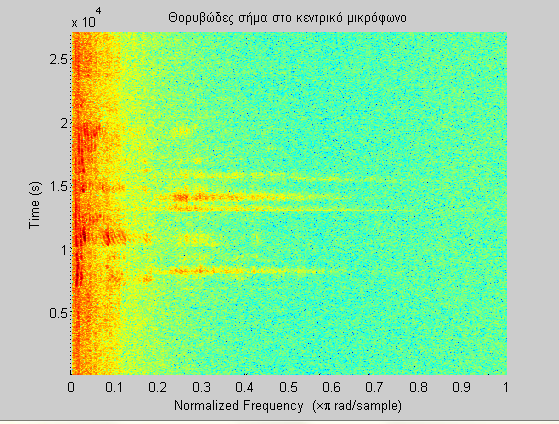 Θορυβώδες σήμα στο κεντρικό μικρόφωνο
x 10^4
2.5
2
1.5
1
0.5
Time (s)
0 0.1 0.2 0.3 0.4 0.5 0.6 0.7 0.8 0.9 1
Normalized Frequency (×π rad/sample)